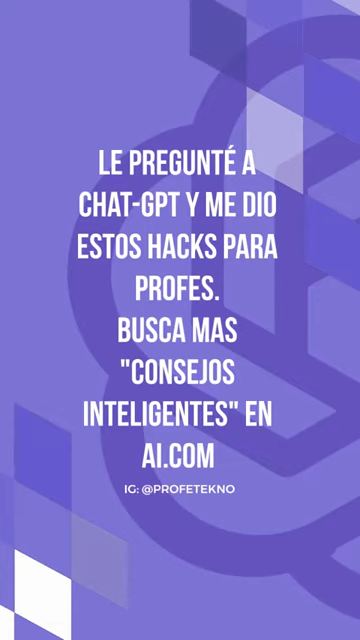 LE PREGUNTÉ A
CHAT-GPT Y ME DIO
ESTOS HACKS PARA
PROFES.
BUSCA MAS
"CONSEJOS
INTELIGENTES" EN
AI.COM
IG: @PROFETEKNO